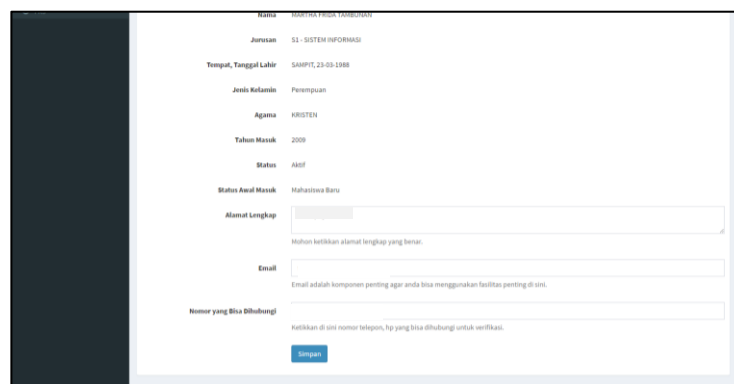 Nama MARTHA FRIDA TAMBUNAN
Jurusan S1 - SISTEM INFORMASI
Tempat, Tanggal Lahir SAMPIT, 23-03-1988
Jenis Kelamin Perempuan
Agama KRISTEN
Tahun Masuk 2009
Status Aktif
Status Awal Masuk Mahasiswa Baru
Alamat Lengkap
Mohon ketikkan alamat lengkap yang benar.
Email
Email adalah komponen penting agar anda bisa menggunakan fasilitas penting di sini.
Nomor yang Bisa Dihubungi
Ketikkan di sini nomor telepon, hp yang bisa dihubungi untuk verifikasi.
Simpan